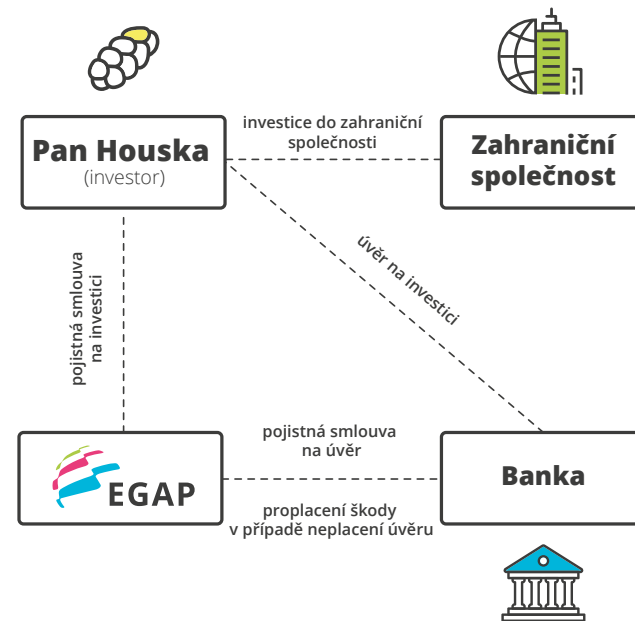 Pan Houska
(investor)
investice do zahraniční
společnosti
Zahraniční
společnost
úvěr na investici
pojistná smlouva
na investici
EGAP
pojistná smlouva
na úvěr
proplacení škody
v případě neplacení úvěru
Banka